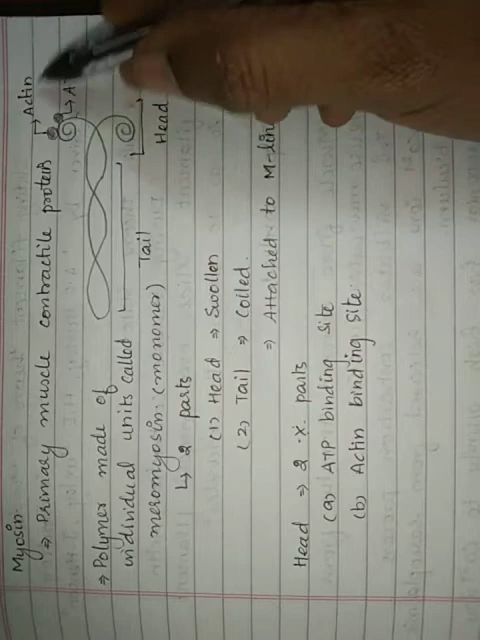 Myosin
⇒ Primary muscle contractile protein
Actin
Head
Tail
⇒ Polymer made of
individual units called
meromyosin. (monomer)
↳ 2 parts
(1) Head ⇒ Swollen
(2) Tail ⇒ Coiled.
⇒ Attached to M-line
Head ⇒ 2 parts
(a) ATP binding site
(b) Actin binding site